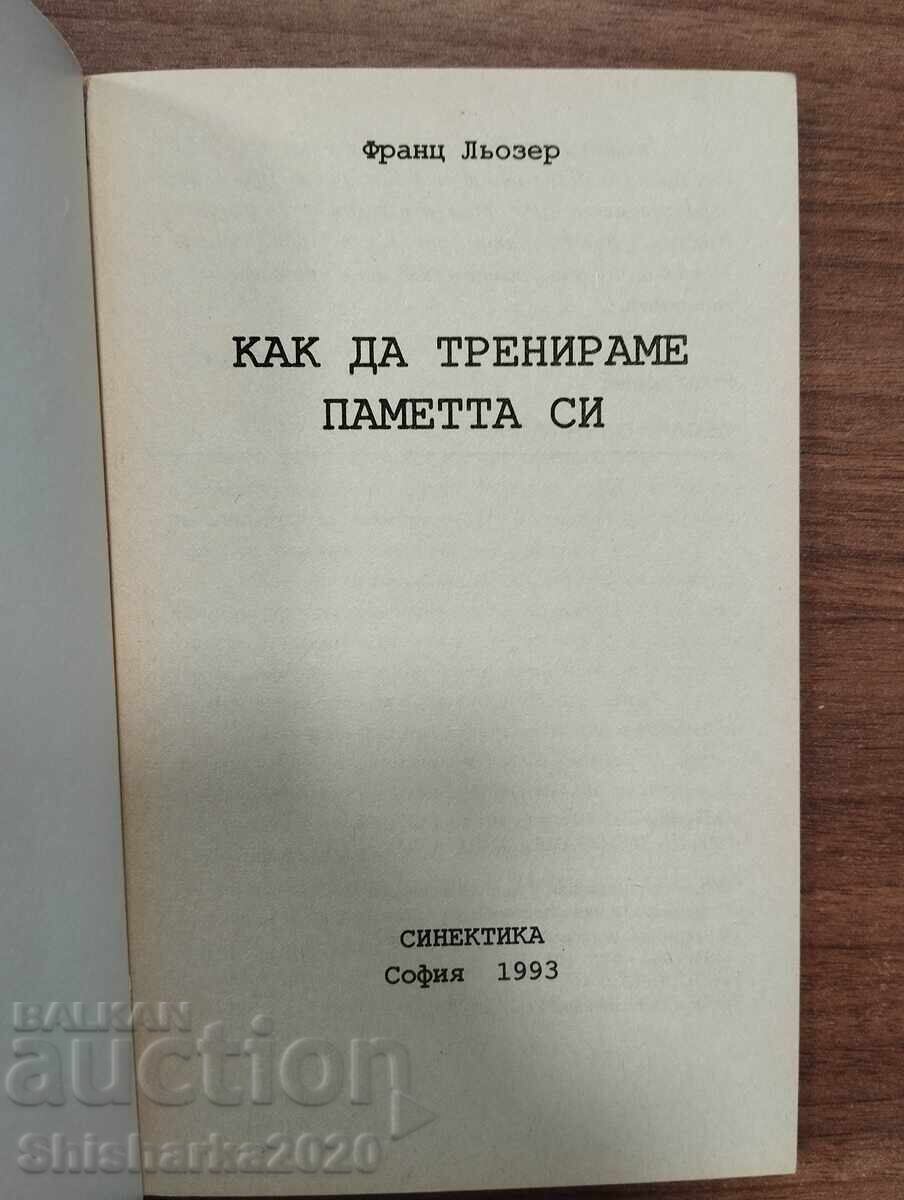 Франц Льозер
КАК ДА ТРЕНИРАМЕ
ПАМЕТТА СИ
СИНЕКТИКА
София 1993
BALKAN
auction
Shisharka2020